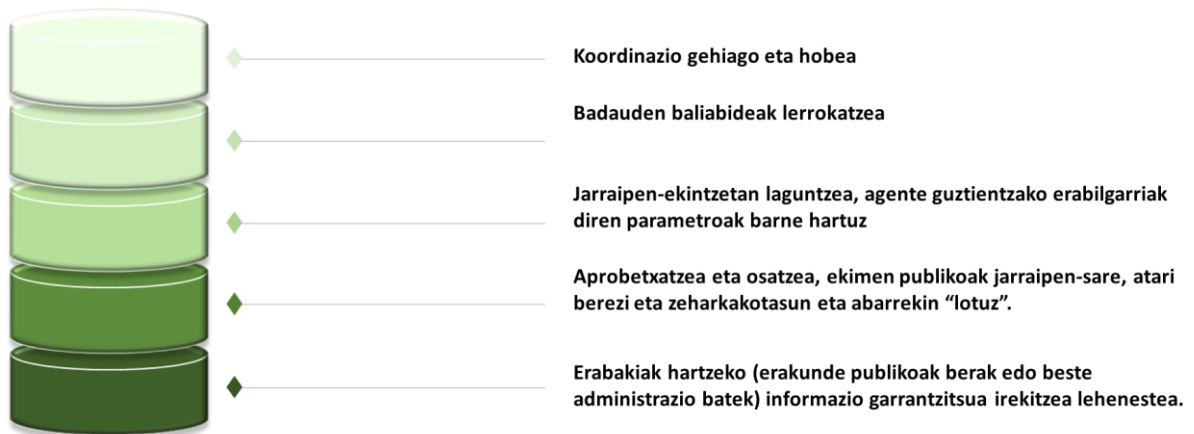 Koordinazio gehiago eta hobea
Badauden baliabideak lerrokatzea
Jarraipen-ekintzetan laguntzea, agente guztientzako erabilgarriak
diren parametroak barne hartuz
Aprobetxatzea eta osatzea, ekimen publikoak jarraipen-sare, atari
berezi eta zeharkakotasun eta abarrekin “lotuz”.
Erabakiak hartzeko (erakunde publikoak berak edo beste
administrazio batek) informazio garrantzitsua irekitzea lehenestea.